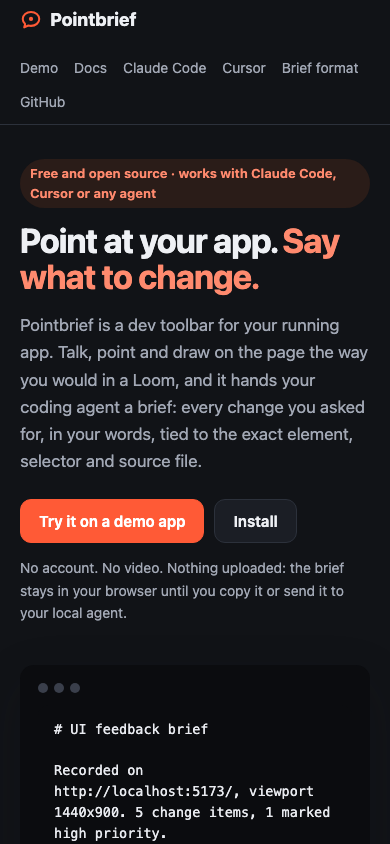 Pointbrief
Demo Docs Claude Code Cursor Brief format
GitHub
Free and open source · works with Claude Code,
Cursor or any agent
Point at your app. Say
what to change.
Pointbrief is a dev toolbar for your running
app. Talk, point and draw on the page the way
you would in a Loom, and it hands your
coding agent a brief: every change you asked
for, in your words, tied to the exact element,
selector and source file.
Try it on a demo app Install
No account. No video. Nothing uploaded: the brief
stays in your browser until you copy it or send it to
your local agent.
# UI feedback brief
Recorded on
http://localhost:5173/, viewport
1440x900. 5 change items, 1 marked
high priority.